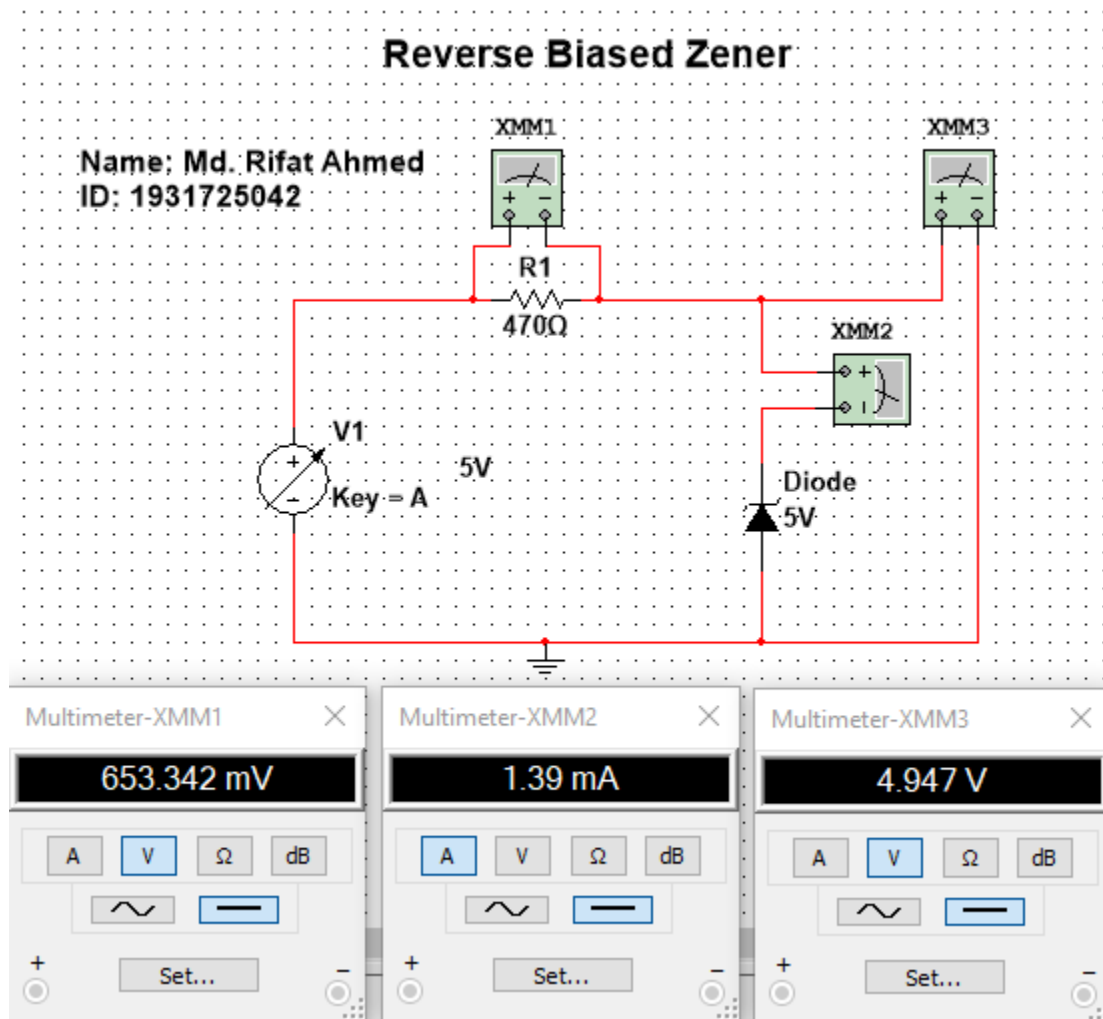 Reverse Biased Zener
XMM1
XMM3
Name: Md. Rifat Ahmed
ID: 1931725042
+ −
+ −
R1
470Ω
XMM2
+
−
V1
+
5V
Diode
−
Key = A
5V
Multimeter-XMM1
Multimeter-XMM2
Multimeter-XMM3
653.342 mV
1.39 mA
4.947 V
A V Ω dB
A V Ω dB
A V Ω dB
+ Set... −
+ Set... −
+ Set... −